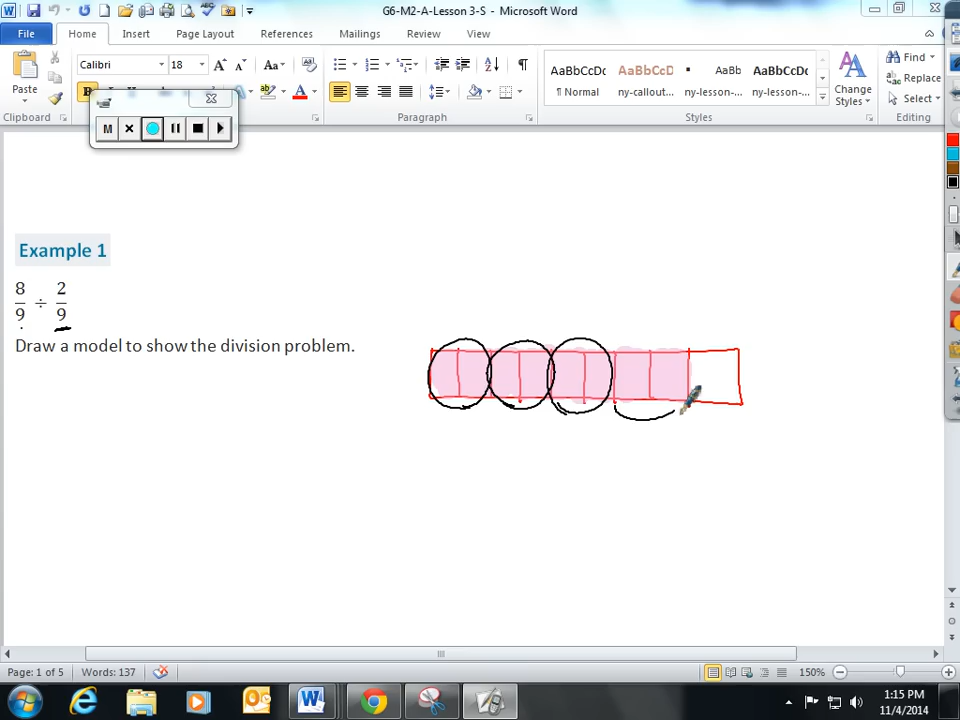 G6-M2-A-Lesson 3-S - Microsoft Word
File Home Insert Page Layout References Mailings Review View
Calibri 18 Aa AaBbCcDc AaBbCcD AaBb AaBbCcDc Find
Replace
Paste B ¶ Normal ny-callout... ny-lesson-... ny-lesson-... Change Styles Select
Clipboard Paragraph Styles Editing
M
Example 1
8/9 ÷ 2/9
Draw a model to show the division problem.
Page: 1 of 5 Words: 137 150%
1:15 PM
11/4/2014